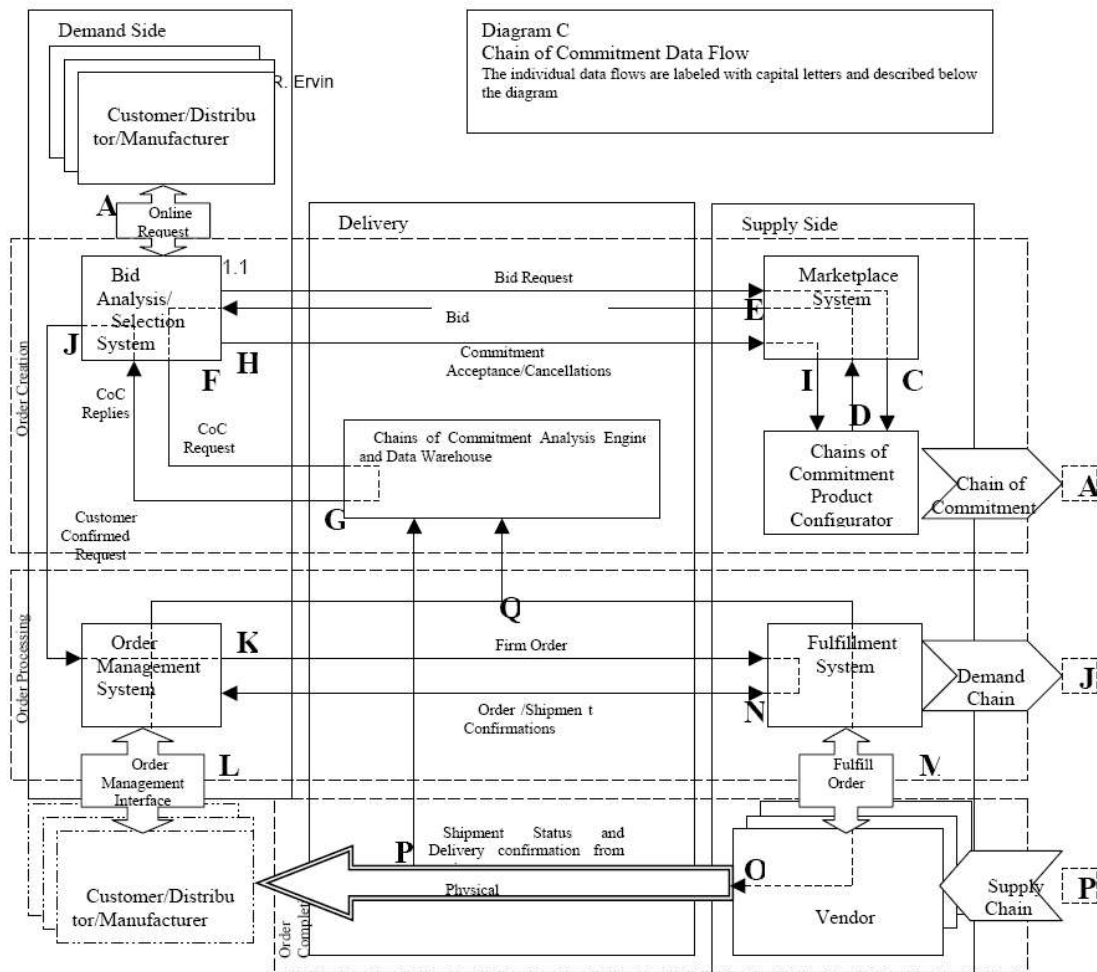 Demand Side
R. Ervin
Customer/Distribu
tor/Manufacturer
Diagram C
Chain of Commitment Data Flow
The individual data flows are labeled with capital letters and described below
the diagram
A
Online
Request
Delivery
Supply Side
Bid
Analysis/
Selection
System
1.1
Bid Request
Marketplace
System
E
Bid
J
F
H
Commitment
Acceptance/Cancellations
I
C
D
Order Creation
CoC
Replies
CoC
Request
Chains of Commitment Analysis Engine
and Data Warehouse
G
Chains of
Commitment
Product
Configurator
Chain of
Commitment
A
Customer
Confirmed
Request
Order Processing
Q
Order
Management
System
K
Firm Order
Fulfillment
System
Demand
Chain
J
Order /Shipmen t
Confirmations
N
Order
Management
Interface
L
Fulfill
Order
M
Customer/Distribu
tor/Manufacturer
Order
Complet
P
Shipment Status and
Delivery confirmation from
Physical
O
Vendor
Supply
Chain
P